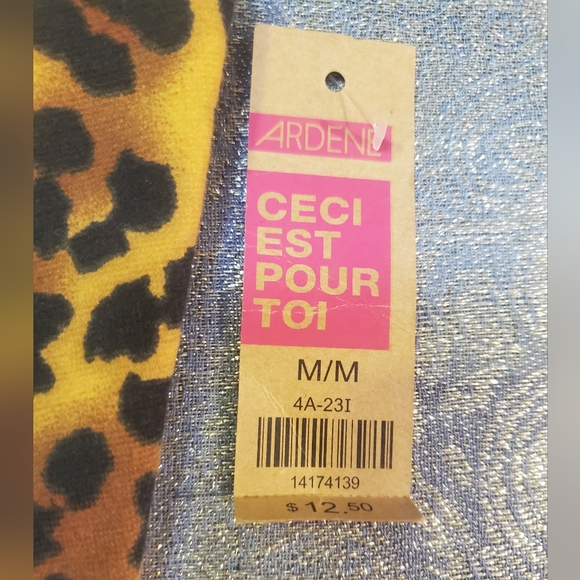 ARDENE
CECI
EST
POUR
TOI
M/M
4A-23I
14174139
$12.50